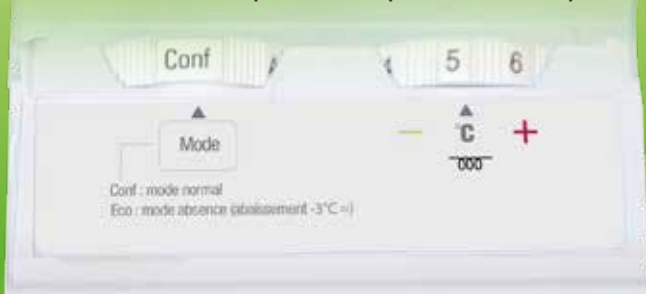 Conf
5 6
Mode
°C
Conf : mode normal
Eco : mode absence (abaissement -3°C =)